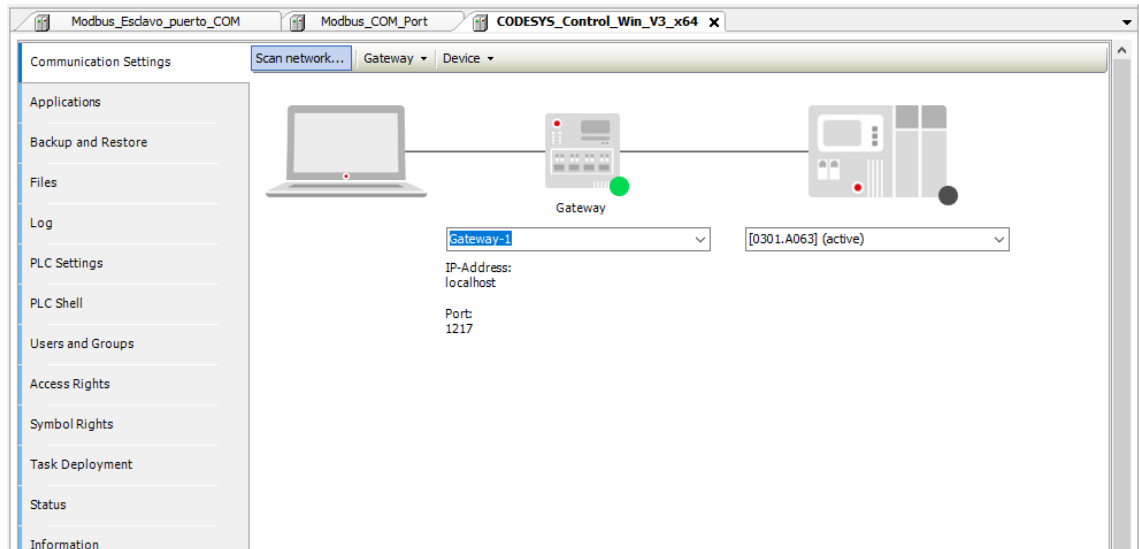 Modbus_Esclavo_puerto_COM
Modbus_COM_Port
CODESYS_Control_Win_V3_x64 X
Communication Settings
Scan network...
Gateway
Device
Applications
Backup and Restore
Files
Log
PLC Settings
PLC Shell
Users and Groups
Access Rights
Symbol Rights
Task Deployment
Status
Information
Gateway
Gateway-1
[0301.A063] (active)
IP-Address:
localhost
Port:
1217